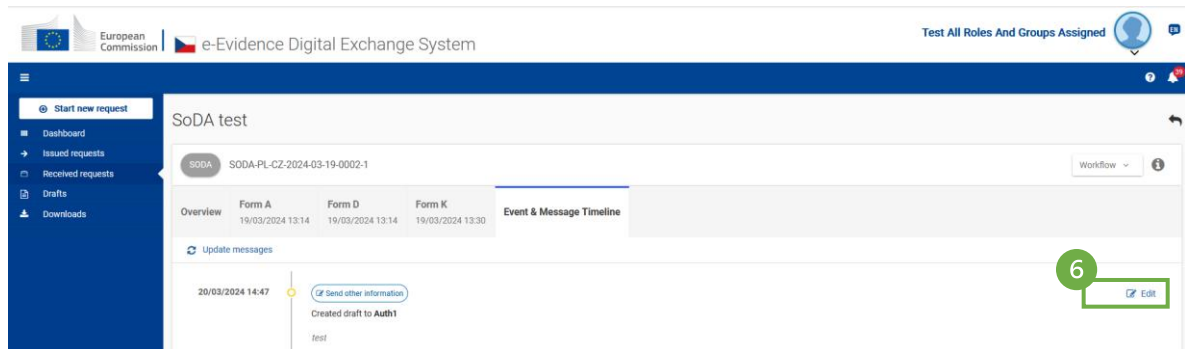 European
Commission
e-Evidence Digital Exchange System
Test All Roles And Groups Assigned
EN
39
Start new request
Dashboard
Issued requests
Received requests
Drafts
Downloads
SoDA test
SODA
SODA-PL-CZ-2024-03-19-0002-1
Workflow
Overview
Form A
19/03/2024 13:14
Form D
19/03/2024 13:14
Form K
19/03/2024 13:30
Event & Message Timeline
Update messages
6
20/03/2024 14:47
Send other information
Edit
Created draft to Auth1
test